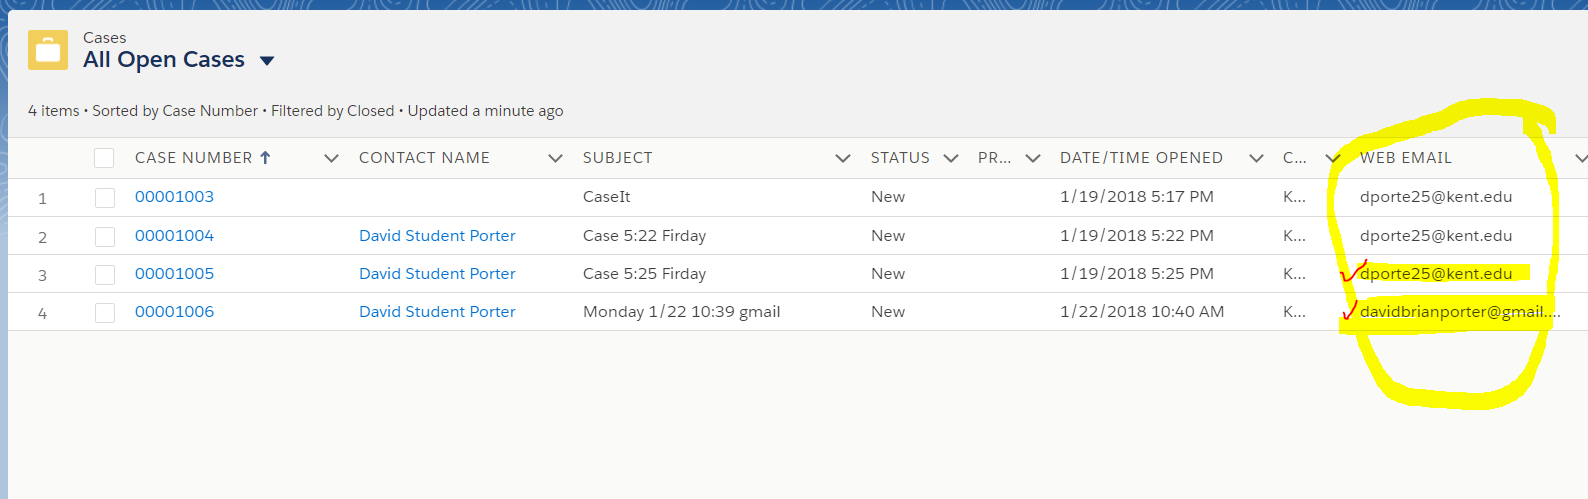 Cases
All Open Cases
4 items • Sorted by Case Number • Filtered by Closed • Updated a minute ago
CASE NUMBER CONTACT NAME SUBJECT STATUS PR... DATE/TIME OPENED C... WEB EMAIL
1 00001003 CaseIt New 1/19/2018 5:17 PM K... dporte25@kent.edu
2 00001004 David Student Porter Case 5:22 Firday New 1/19/2018 5:22 PM K... dporte25@kent.edu
3 00001005 David Student Porter Case 5:25 Firday New 1/19/2018 5:25 PM K... dporte25@kent.edu
4 00001006 David Student Porter Monday 1/22 10:39 gmail New 1/22/2018 10:40 AM K... davidbrianporter@gmail....